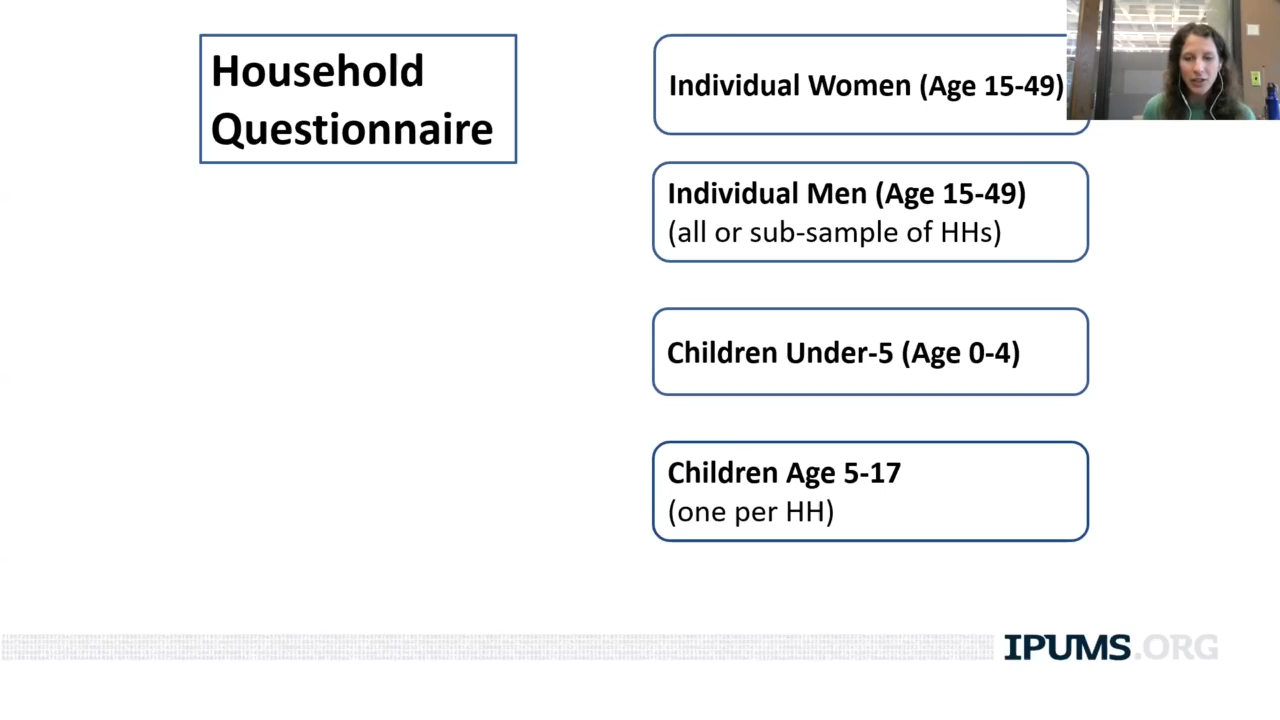 Household
Questionnaire
Individual Women (Age 15-49)
Individual Men (Age 15-49)
(all or sub-sample of HHs)
Children Under-5 (Age 0-4)
Children Age 5-17
(one per HH)
IPUMS.ORG